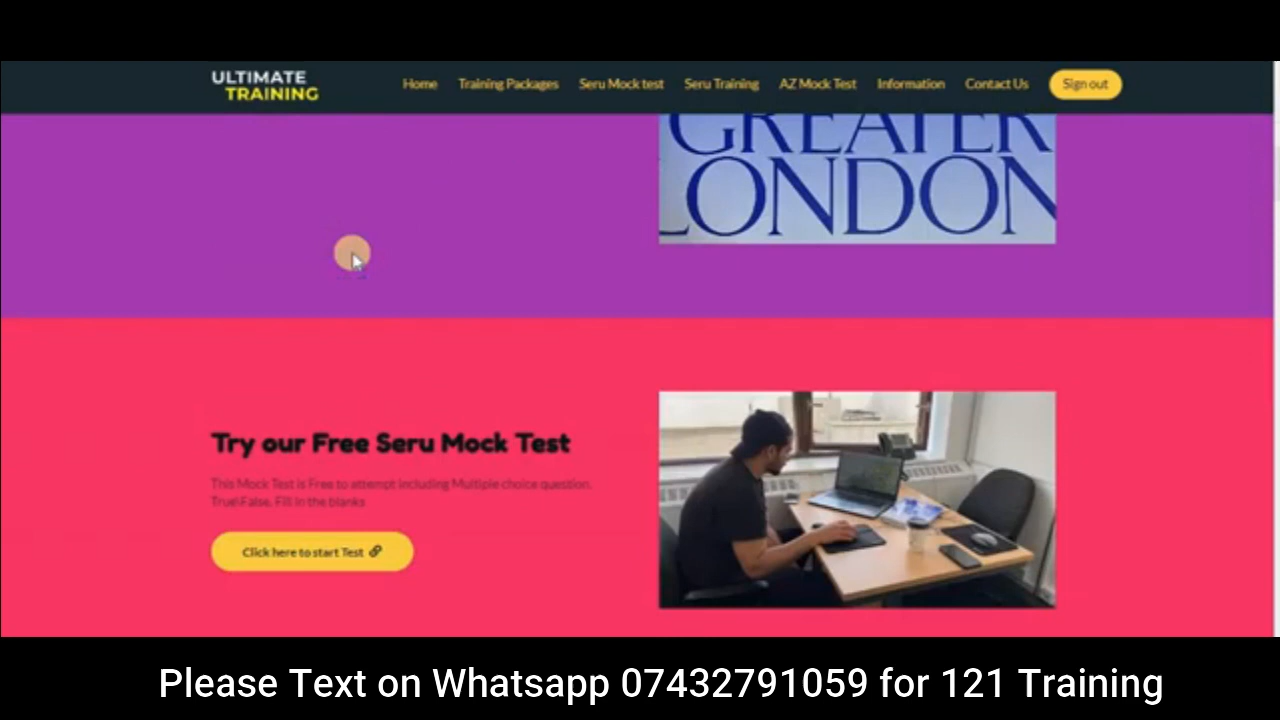 ULTIMATE
TRAINING
Home Training Packages Seru Mock test Seru Training AZ Mock Test Information Contact Us Sign out
GREATER
LONDON
Try our Free Seru Mock Test
This Mock Test is Free to attempt including Multiple choice question,
True\False, Fill in the blanks
Click here to start Test
Please Text on Whatsapp 07432791059 for 121 Training